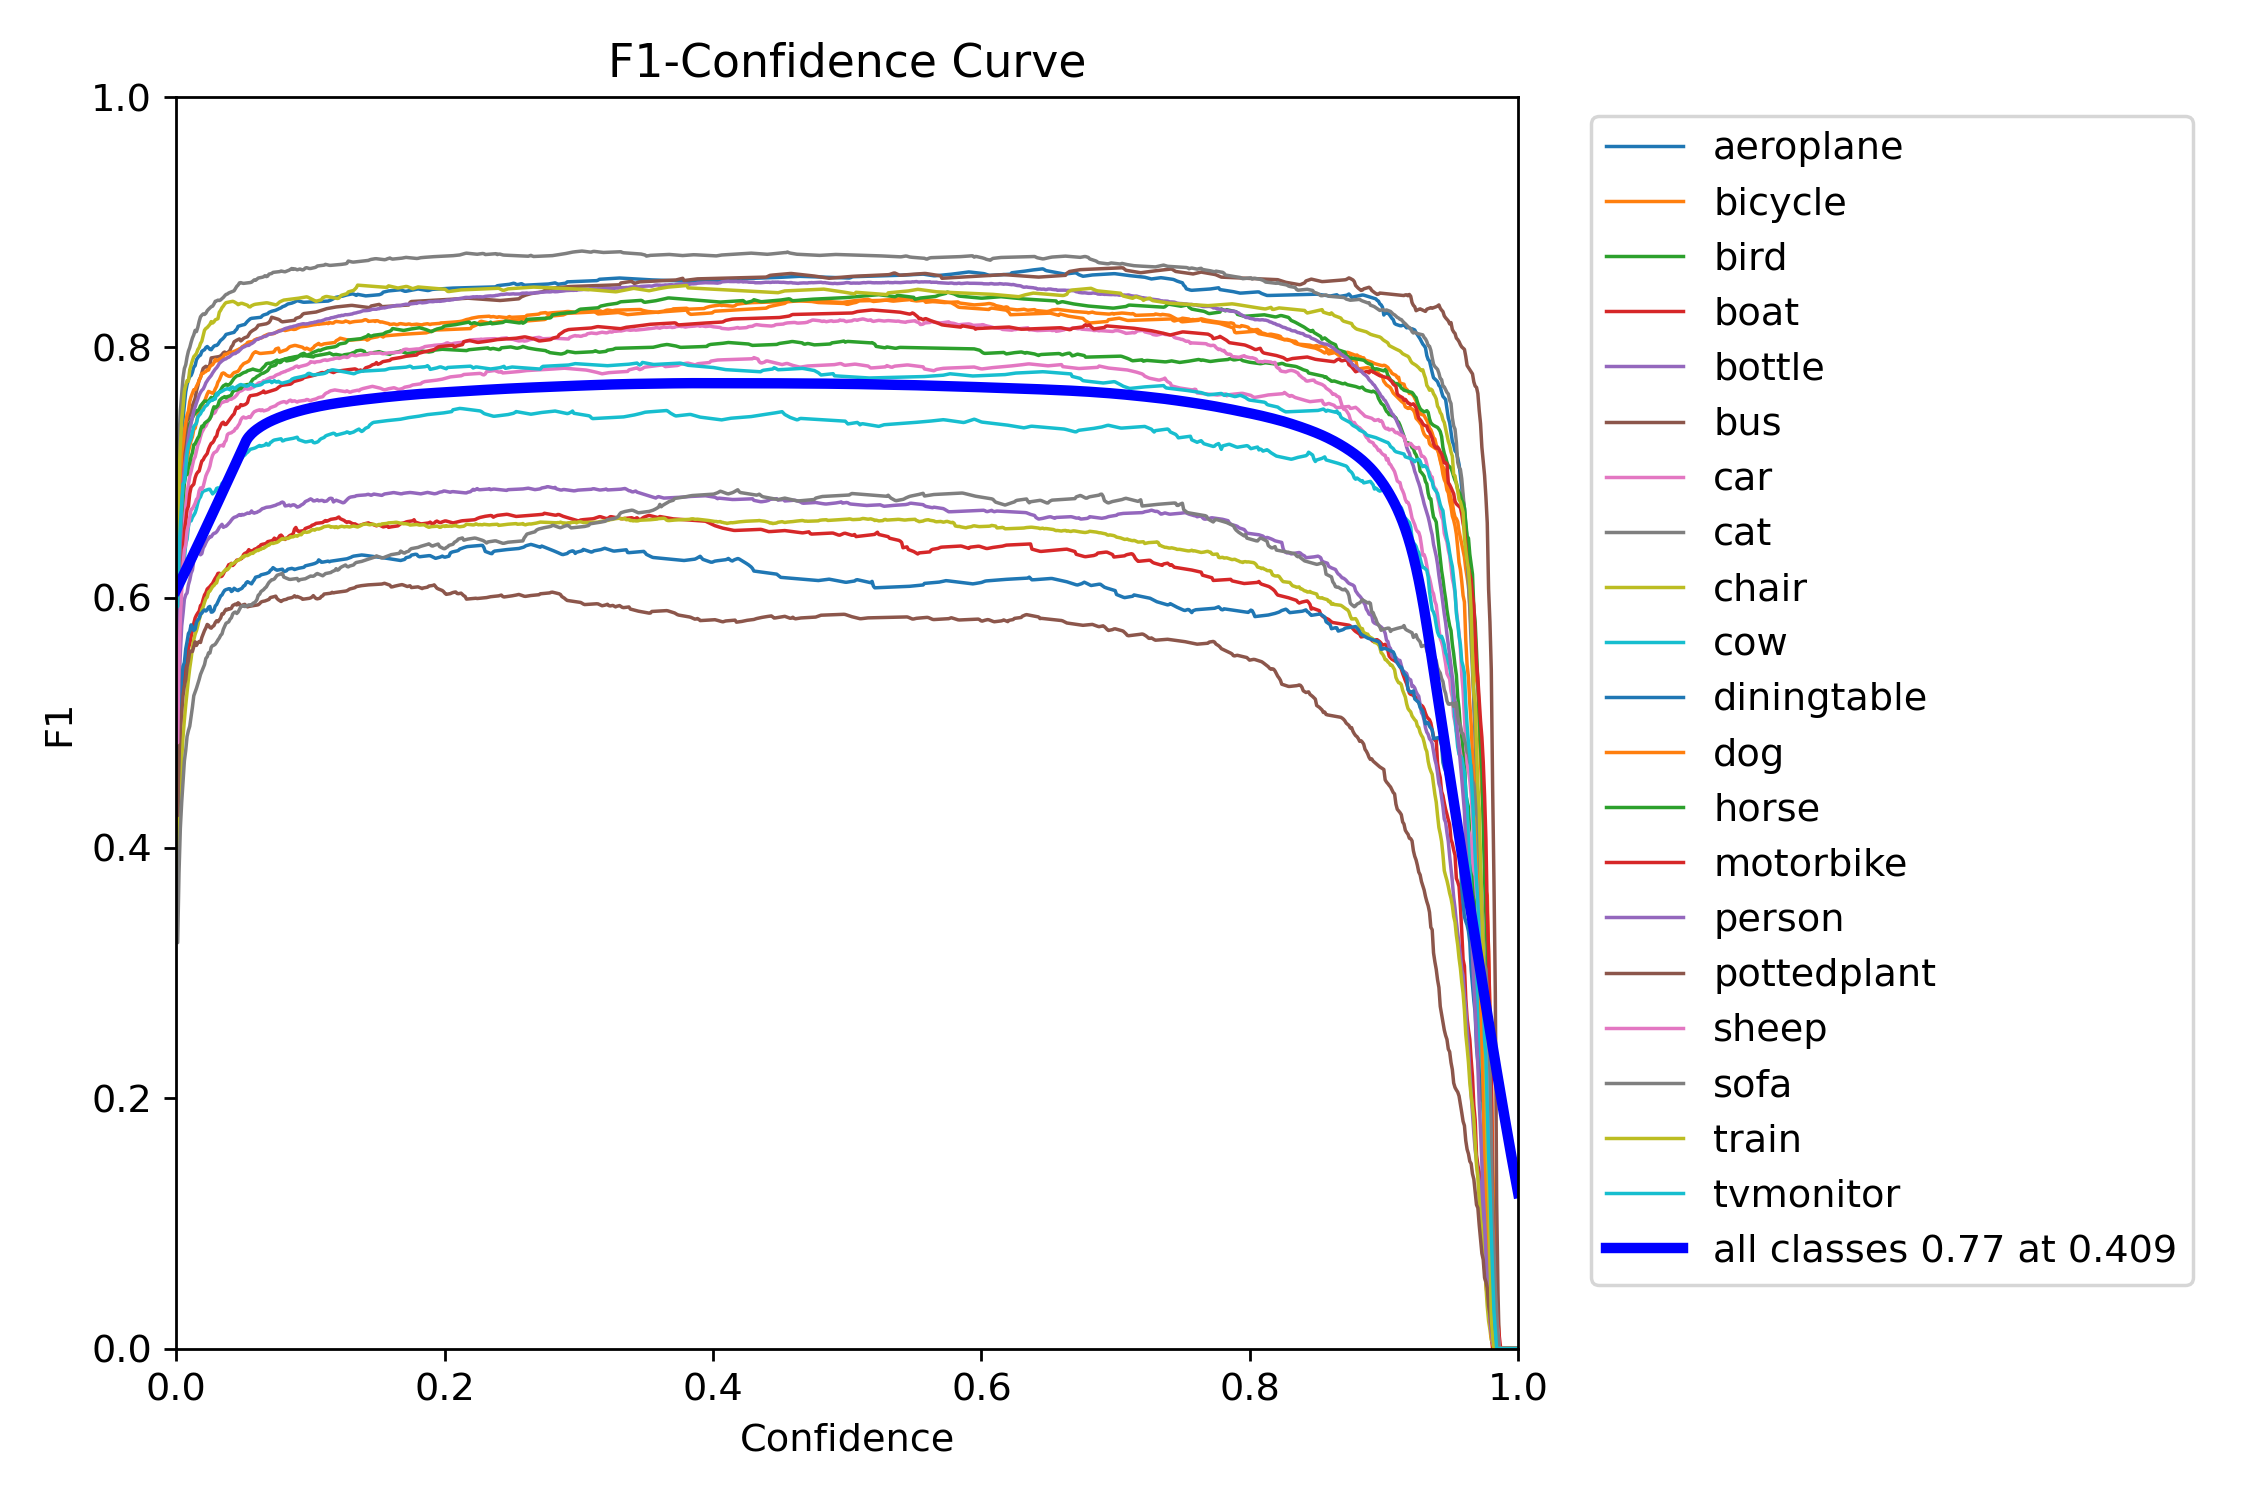 F1-Confidence Curve
1.0
0.8
0.6
0.4
0.2
0.0
F1
0.0 0.2 0.4 0.6 0.8 1.0
Confidence
aeroplane
bicycle
bird
boat
bottle
bus
car
cat
chair
cow
diningtable
dog
horse
motorbike
person
pottedplant
sheep
sofa
train
tvmonitor
all classes 0.77 at 0.409